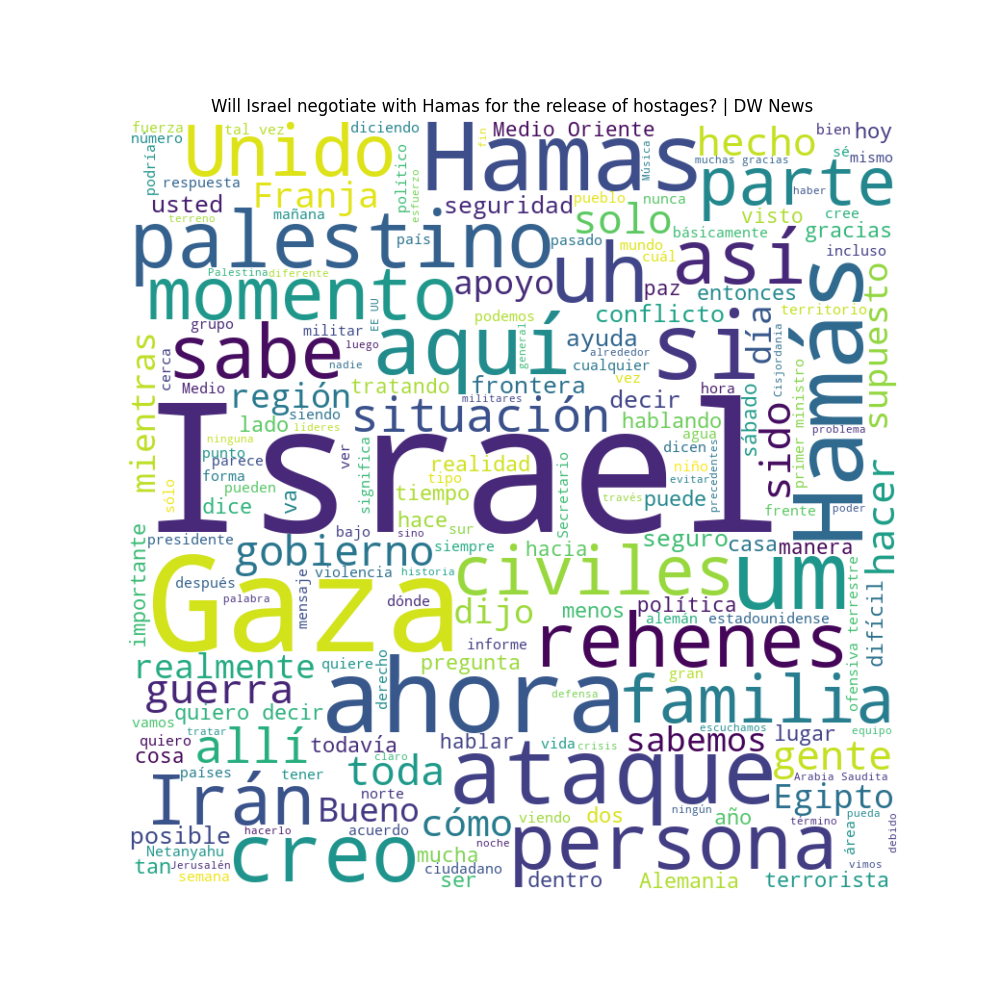 Will Israel negotiate with Hamas for the release of hostages? | DW News
fuerza tal vez diciendo fin Medio Oriente bien hoy
número Unido Hamas Música hecho sé mismo
podría respuesta Franja político esfuerzo muchas gracias parte haber
usted mañana seguridad pueblo nunca visto cree gracias
terreno palestino país pasado solo básicamente incluso
Palestina diferente uh mundo cuál así Hamás supuesto
momento EE UU apoyo paz entonces territorio
grupo militar podemos general conflicto día Cisjordania
mientras cerca sabe luego aquí ayuda alrededor si
Medio nadie cualquier hora primer ministro
región tratando frontera vez decir sábado sido problema
lado siendo líderes militares situación hablando
ninguna punto ver agua dicen
Israel
parece realidad niño evitar precedentes
sólo forma pueden va significa tipo Secretario
dice tiempo través puede frente poder
presidente bajo hace sino sur seguro casa manera hacer
importante gobierno siempre hacia
después violencia historia civiles um
Gaza palabra mensaje dónde dijo menos política ofensiva terrestre difícil
alemán estadounidense
informe rehenes
realmente quiere derecho pregunta gran
guerra ahora defensa familia
vamos quiero decir escuchamos equipo
quiero tratar allí todavía hablar vida crisis sabemos lugar
cosa claro gente
países tener toda ataque Arabia Saudita
Irán norte Bueno Egipto
posible hacerlo acuerdo cómo viendo dos ningún año término área pueda debido
Netanyahu creo noche persona
tan Jerusalén mucha vimos
semana ciudadano ser dentro Alemania terrorista